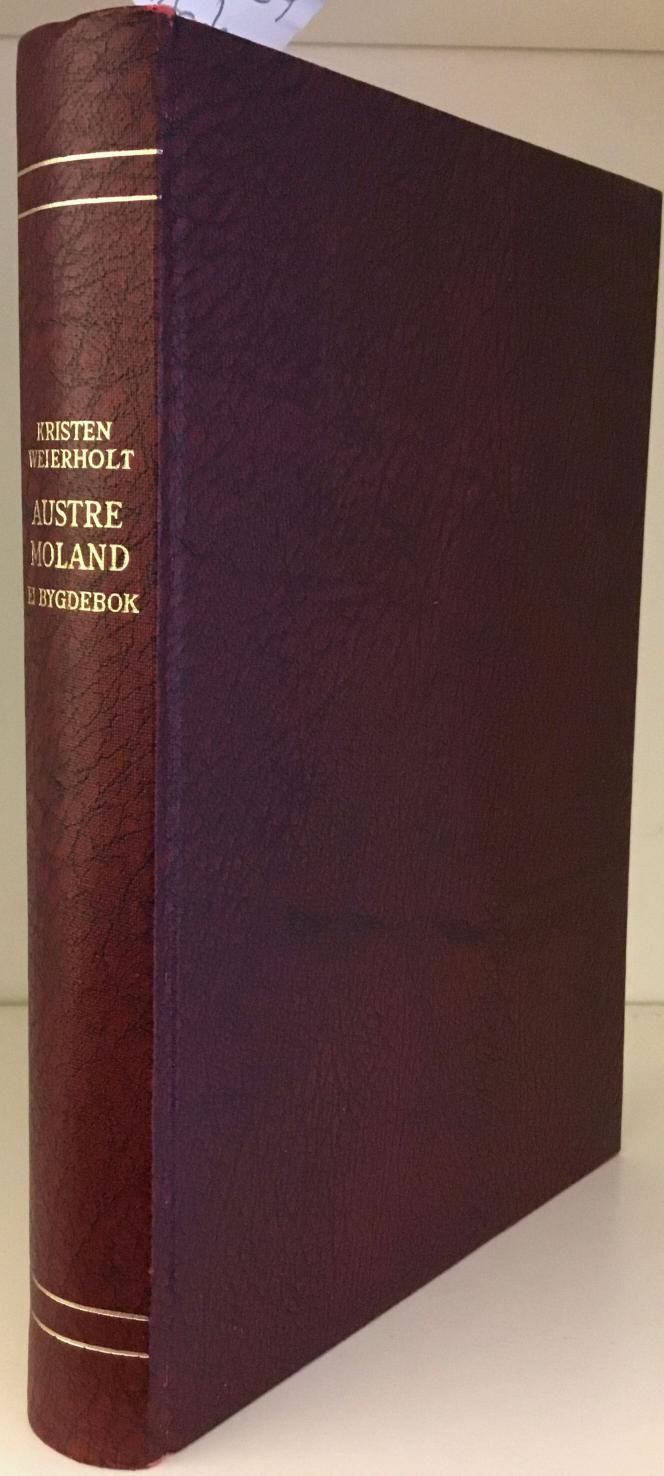 KRISTEN
WEIERHOLT
AUSTRE
MOLAND
EI BYGDEBOK